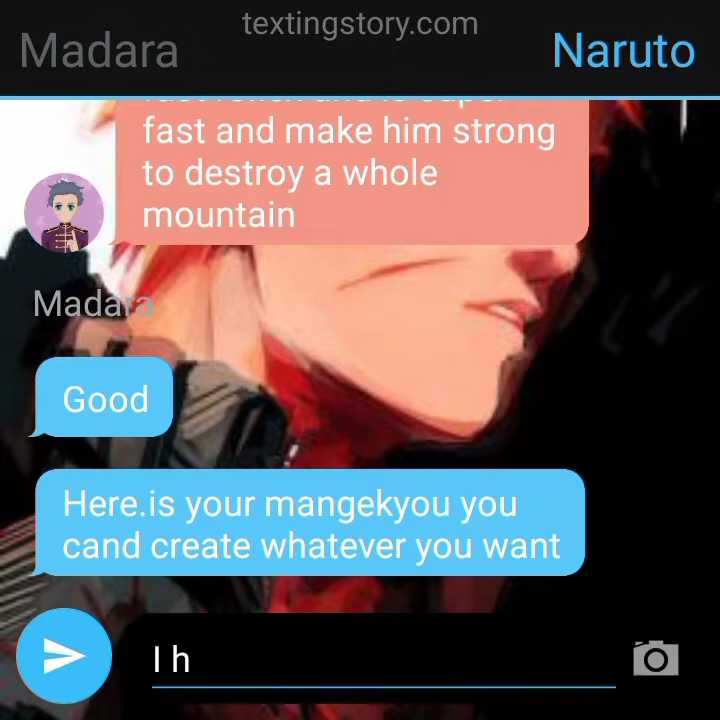 textingstory.com
Madara
Naruto
fast and make him strong
to destroy a whole
mountain
Madara
Good
Here.is your mangekyou you
cand create whatever you want
I h